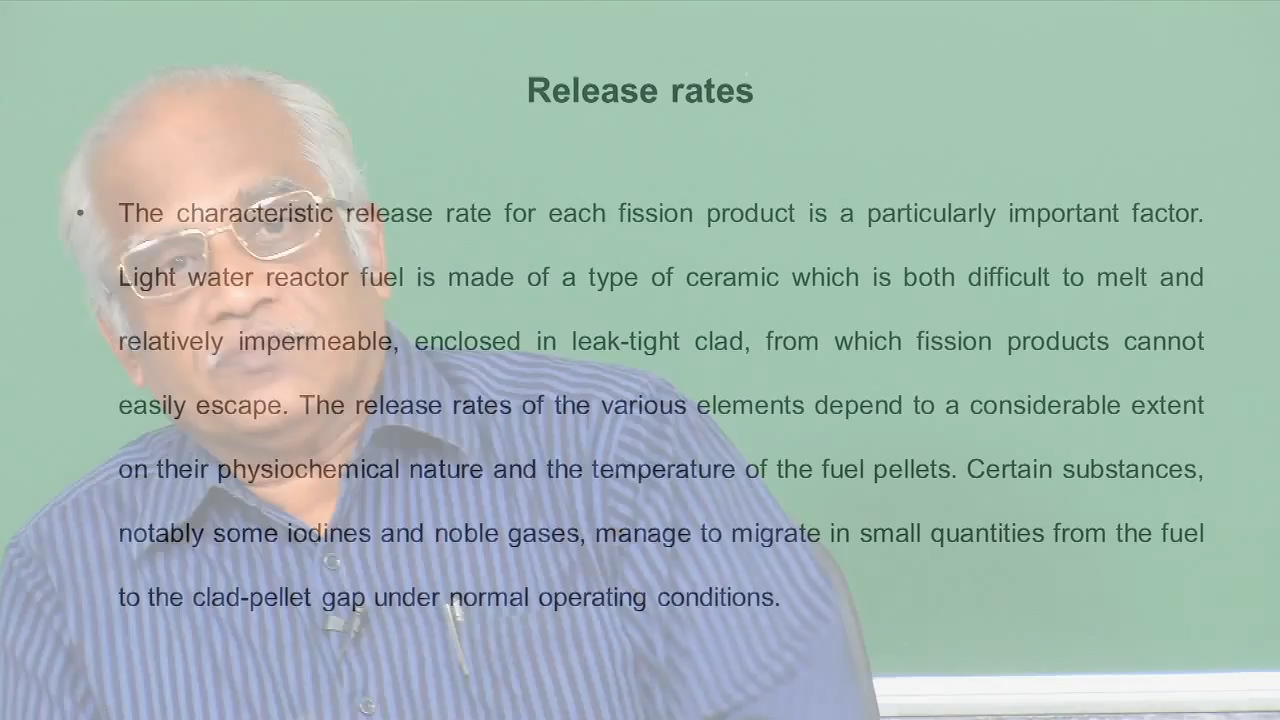 Release rates
• The characteristic release rate for each fission product is a particularly important factor.
Light water reactor fuel is made of a type of ceramic which is both difficult to melt and
relatively impermeable, enclosed in leak-tight clad, from which fission products cannot
easily escape. The release rates of the various elements depend to a considerable extent
on their physiochemical nature and the temperature of the fuel pellets. Certain substances,
notably some iodines and noble gases, manage to migrate in small quantities from the fuel
to the clad-pellet gap under normal operating conditions.